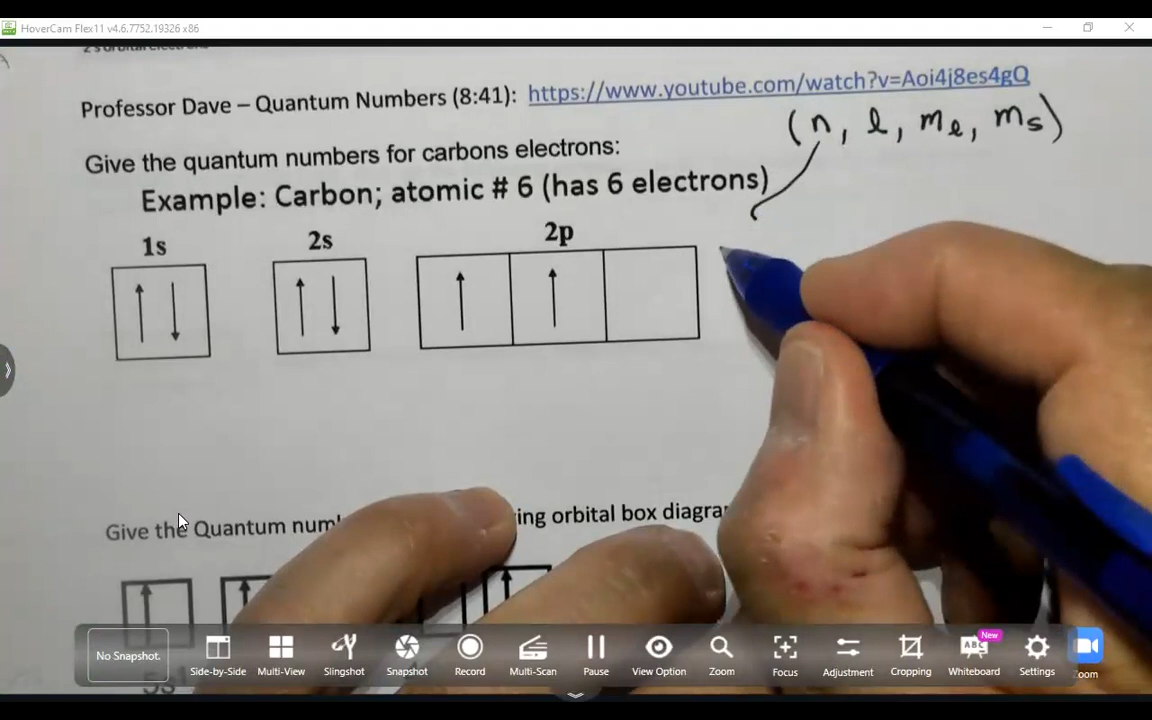 HoverCam Flex11 v4.6.7752.19326 x86
Professor Dave – Quantum Numbers (8:41): https://www.youtube.com/watch?v=Aoi4j8es4gQ
(n, l, mℓ, ms)
Give the quantum numbers for carbons electrons:
Example: Carbon; atomic # 6 (has 6 electrons)
1s 2s 2p
Give the Quantum num ing orbital box diagra
No Snapshot. Side-by-Side Multi-View Slingshot Snapshot Record Multi-Scan Pause View Option Zoom Focus Adjustment Cropping ABC New Whiteboard Settings Zoom
5s